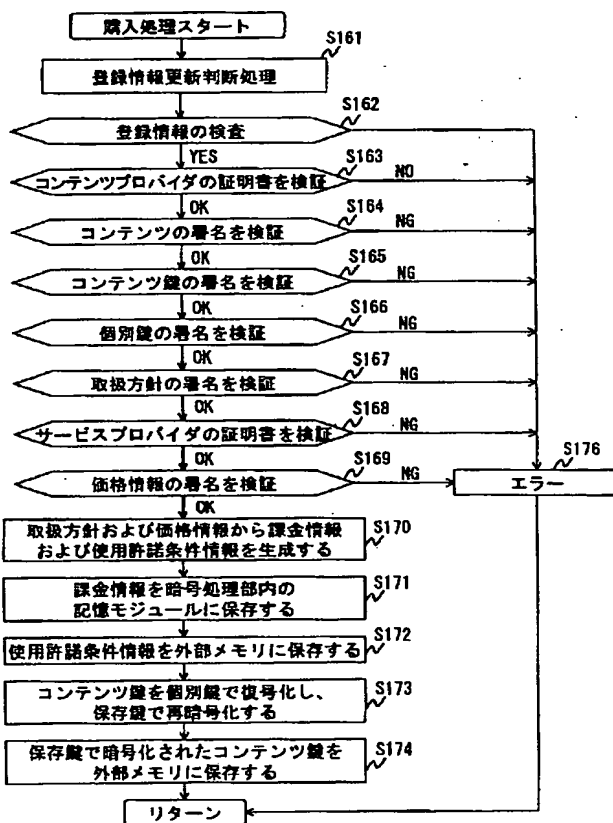 購入処理スタート
S161
登録情報更新判断処理
S162
登録情報の検査
YES
S163
コンテンツプロバイダの証明書を検証
NO
OK
S164
コンテンツの署名を検証
NG
OK
S165
コンテンツ鍵の署名を検証
NG
OK
S166
個別鍵の署名を検証
NG
OK
S167
取扱方針の署名を検証
NG
OK
S168
サービスプロバイダの証明書を検証
NG
OK
S169
価格情報の署名を検証
NG
S176
エラー
OK
S170
取扱方針および価格情報から課金情報
および使用許諾条件情報を生成する
S171
課金情報を暗号処理部内の
記憶モジュールに保存する
S172
使用許諾条件情報を外部メモリに保存する
S173
コンテンツ鍵を個別鍵で復号化し、
保存鍵で再暗号化する
S174
保存鍵で暗号化されたコンテンツ鍵を
外部メモリに保存する
リターン